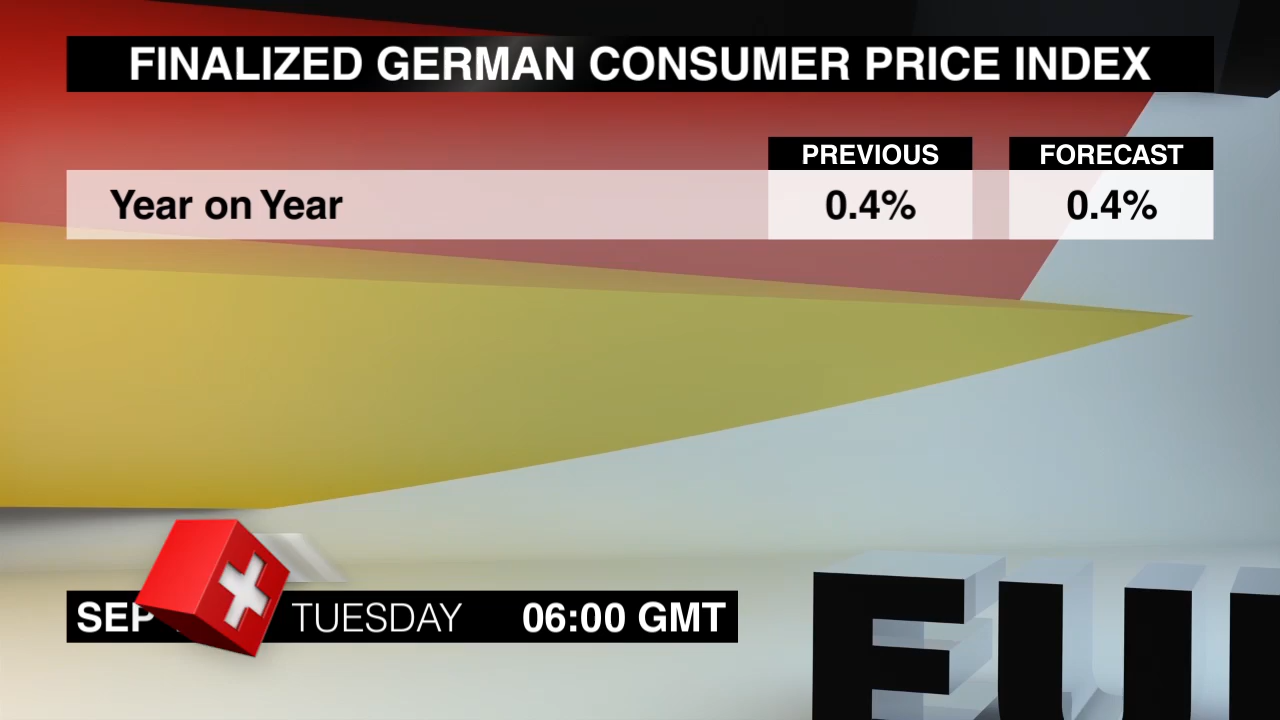 FINALIZED GERMAN CONSUMER PRICE INDEX
PREVIOUS FORECAST
Year on Year 0.4% 0.4%
SEP TUESDAY 06:00 GMT